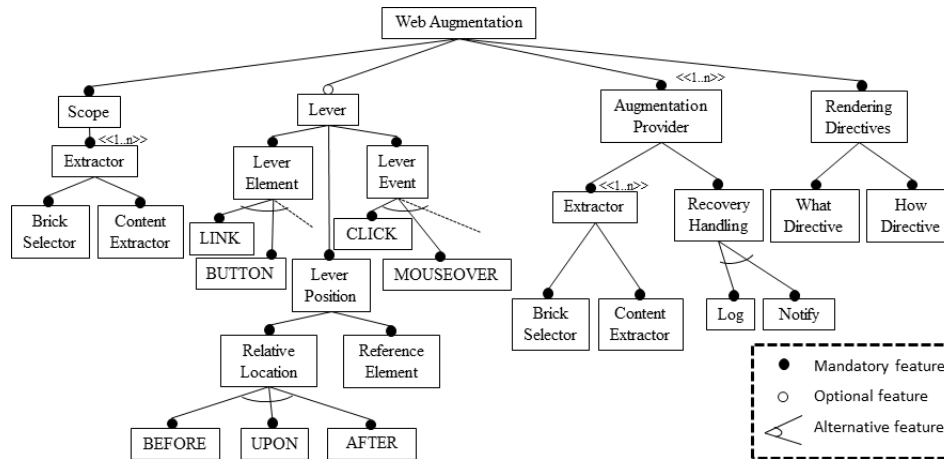 Web Augmentation
<<1..n>>
Scope
Lever
Augmentation
Provider
Rendering
Directives
<<1..n>>
Extractor
Lever
Element
Lever
Event
<<1..n>>
Extractor
Recovery
Handling
What
Directive
How
Directive
Brick
Selector
Content
Extractor
LINK
CLICK
BUTTON
MOUSEOVER
Lever
Position
Brick
Selector
Content
Extractor
Log
Notify
Relative
Location
Reference
Element
BEFORE
UPON
AFTER
Mandatory feature
Optional feature
Alternative feature